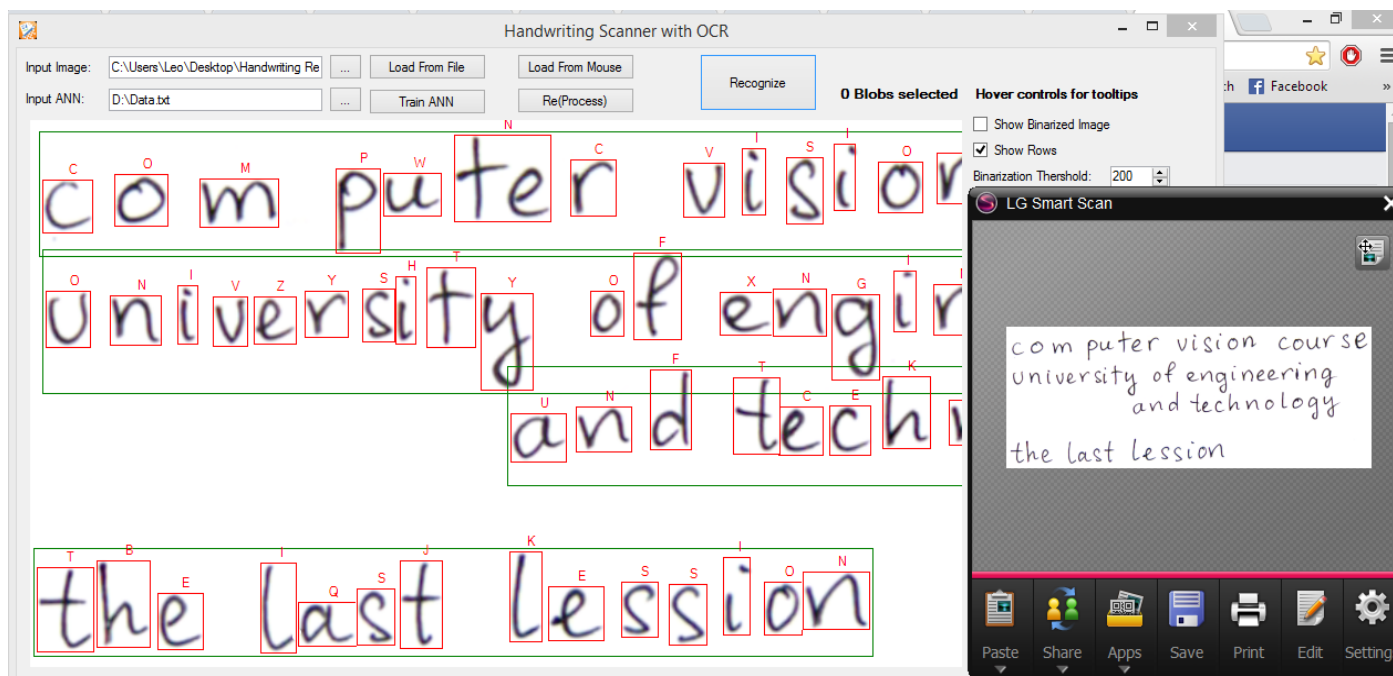 Handwriting Scanner with OCR
Input Image: C:\Users\Leo\Desktop\Handwriting Re ... Load From File Load From Mouse Recognize
Input ANN: D:\Data.txt ... Train ANN Re(Process) 0 Blobs selected Hover controls for tooltips
Show Binarized Image
Show Rows
Binarization Thershold: 200
Facebook
N
C O M P W C V I S I O
com puter vision
O N I V Z Y S H T Y O F X N G I
university of engin
U N F T C E K
and tech
T B E I Q S J K E S S I O N
the last lession
LG Smart Scan
com puter vision course
university of engineering
and technology
the last lession
Paste Share Apps Save Print Edit Setting